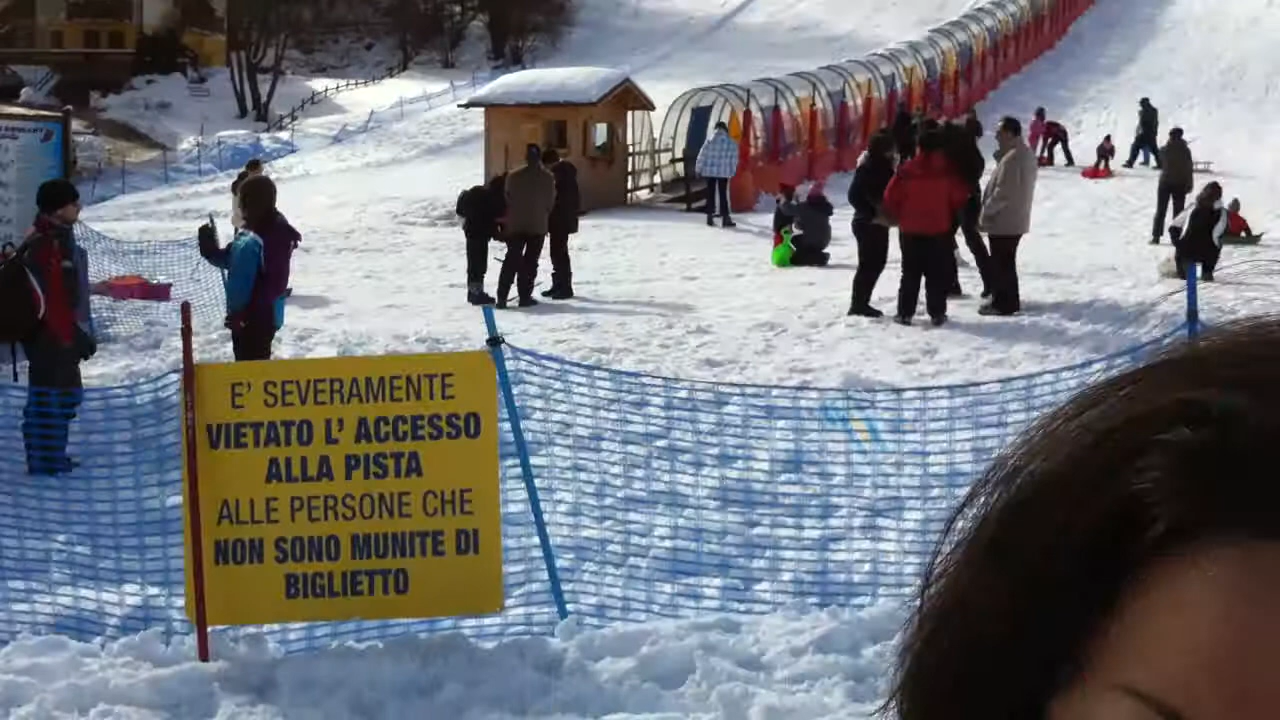 E' SEVERAMENTE
VIETATO L' ACCESSO
ALLA PISTA
ALLE PERSONE CHE
NON SONO MUNITE DI
BIGLIETTO